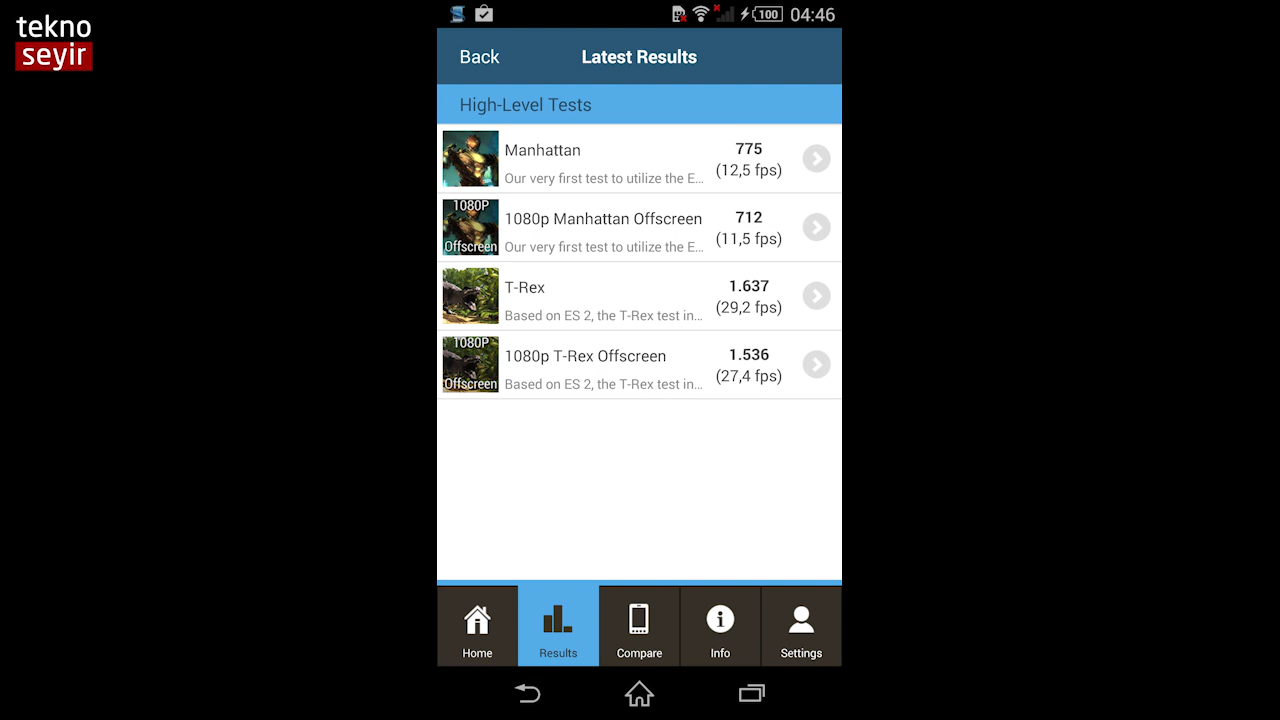 tekno
seyir
100 04:46
Back Latest Results
High-Level Tests
Manhattan 775
Our very first test to utilize the E... (12,5 fps)
1080P
Offscreen
1080p Manhattan Offscreen 712
Our very first test to utilize the E... (11,5 fps)
T-Rex 1.637
Based on ES 2, the T-Rex test in... (29,2 fps)
1080P
Offscreen
1080p T-Rex Offscreen 1.536
Based on ES 2, the T-Rex test in... (27,4 fps)
Home Results Compare Info Settings